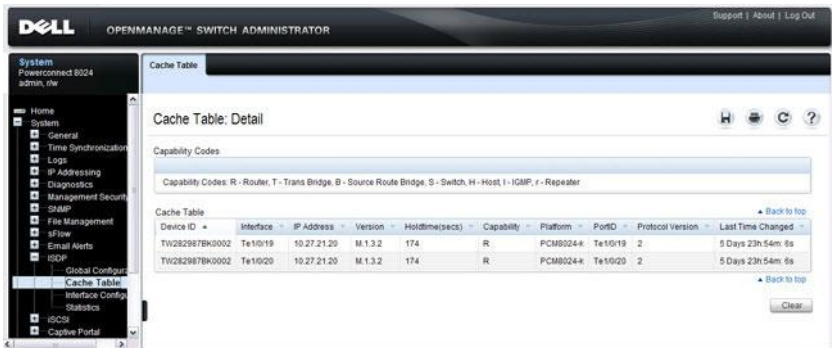 Support | About | Log Out
DELL OPENMANAGE™ SWITCH ADMINISTRATOR
System
Powerconnect 8024
admin, r/w
Home
System
General
Time Synchronization
Logs
IP Addressing
Diagnostics
Management Securit
SNMP
File Management
sFlow
Email Alerts
ISDP
Global Configura
Cache Table
Interface Configu
Statistics
iSCSI
Captive Portal
Cache Table
Cache Table: Detail
Capability Codes
Capability Codes: R - Router, T - Trans Bridge, B - Source Route Bridge, S - Switch, H - Host, I - IGMP, r - Repeater
Cache Table
Back to top
Device ID Interface IP Address Version Holdtime(secs) Capability Platform PortID Protocol Version Last Time Changed
TW282987BK0002 Te1/0/19 10.27.21.20 M.1.3.2 174 R PCM8024-k Te1/0/19 2 5 Days 23h:54m: 6s
TW282987BK0002 Te1/0/20 10.27.21.20 M.1.3.2 174 R PCM8024-k Te1/0/20 2 5 Days 23h:54m: 6s
Back to top
Clear